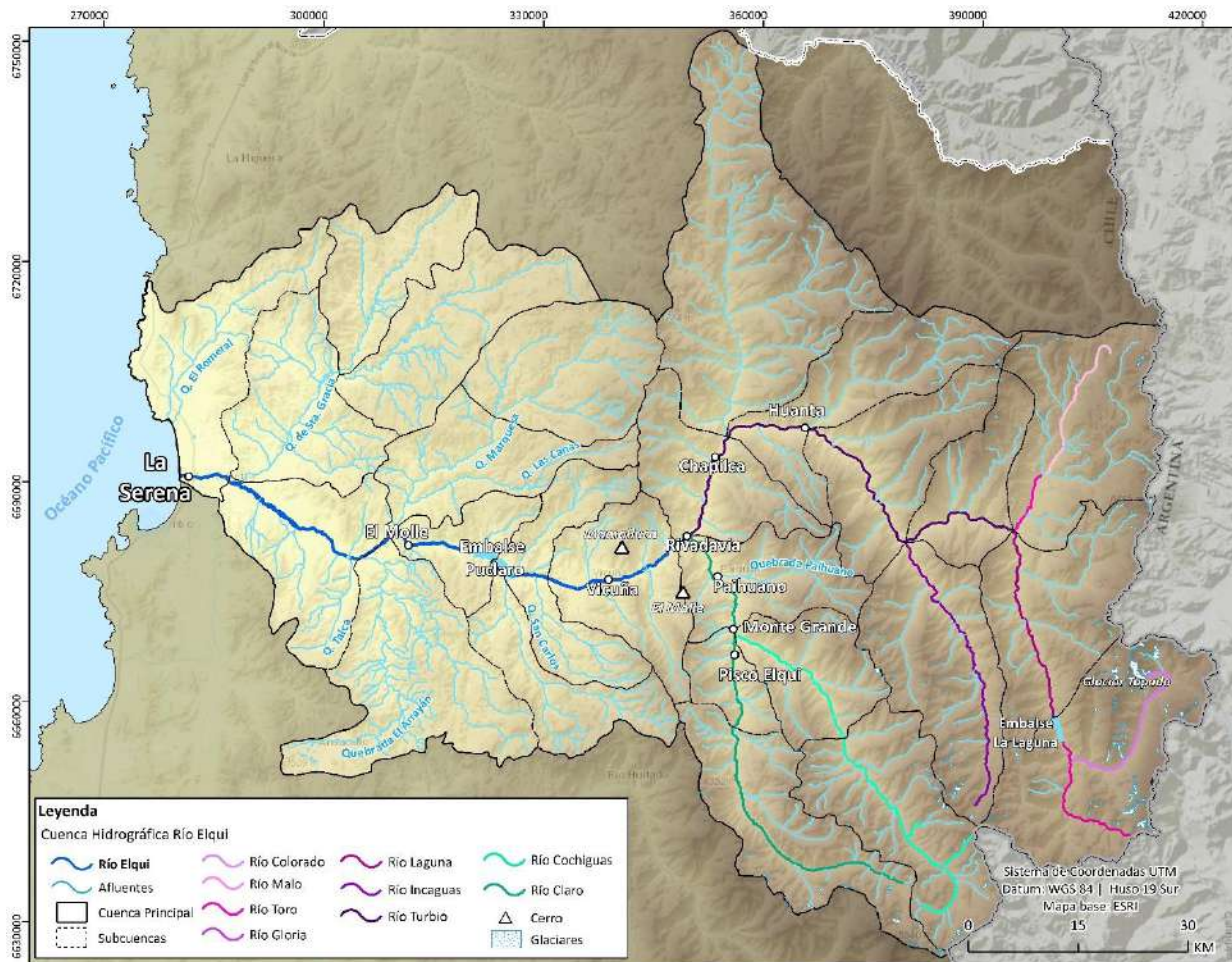 270000
300000
330000
360000
390000
420000
6750000
6720000
6690000
6660000
6630000
La Higuera
CHILE
ARGENTINA
Océano Pacífico
Q. El Romeral
Q. de Sta. Gracia
Q. Marquesa
Q. Las Cañas
Huanta
Chapilca
La
Serena
El Molle
Embalse
Puclaro
Rivadavia
Vicuña
Quebrada Paihuano
Paihuano
El Molle
Monte Grande
Pisco Elqui
Q. Talca
Q. San Carlos
Quebrada El Arrayán
Andacollo
Río Hurtado
Glaciar Tapado
Embalse
La Laguna
Leyenda
Cuenca Hidrográfica Río Elqui
Río Elqui
Afluentes
Cuenca Principal
Subcuencas
Río Colorado
Río Malo
Río Toro
Río Gloria
Río Laguna
Río Incaguas
Río Turbio
Río Cochiguas
Río Claro
Cerro
Glaciares
Sistema de Coordenadas UTM
Datum: WGS 84 | Huso 19 Sur
Mapa base: ESRI
0 15 30
KM